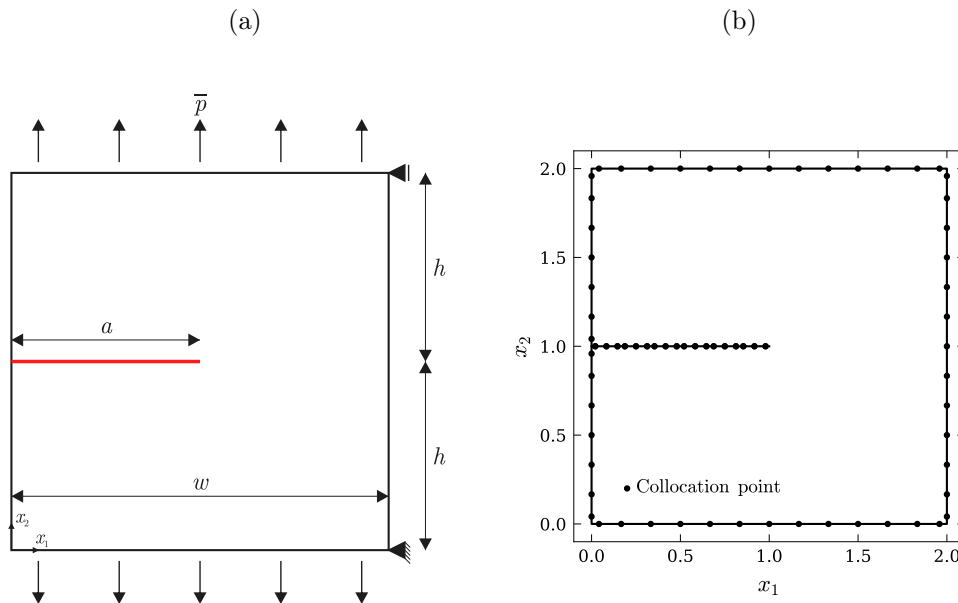 (a)
(b)
p̅
h
a
h
w
x₂
x₁
2.0
1.5
1.0
0.5
0.0
x₂
Collocation point
0.0 0.5 1.0 1.5 2.0
x₁